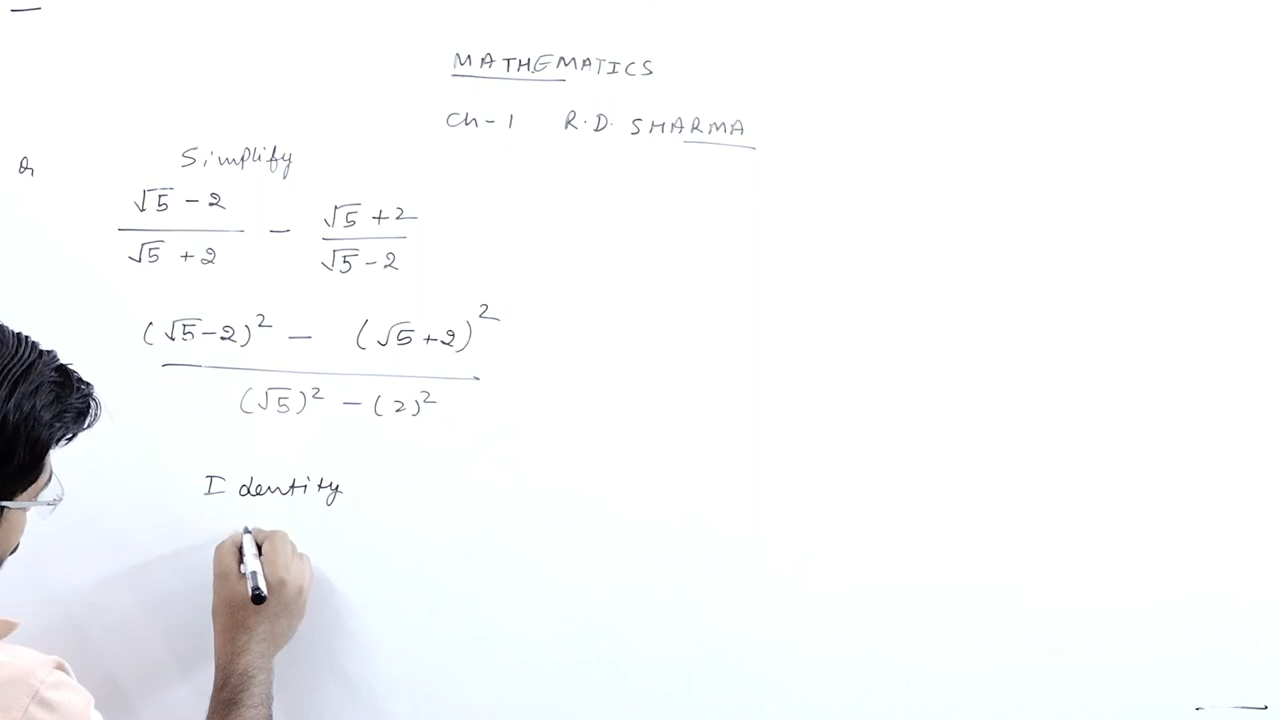 MATHEMATICS
Ch-1 R.D. SHARMA
Simplify
√5 - 2 / √5 + 2 - √5 + 2 / √5 - 2
(√5-2)² - (√5+2)² / (√5)² - (2)²
Identity